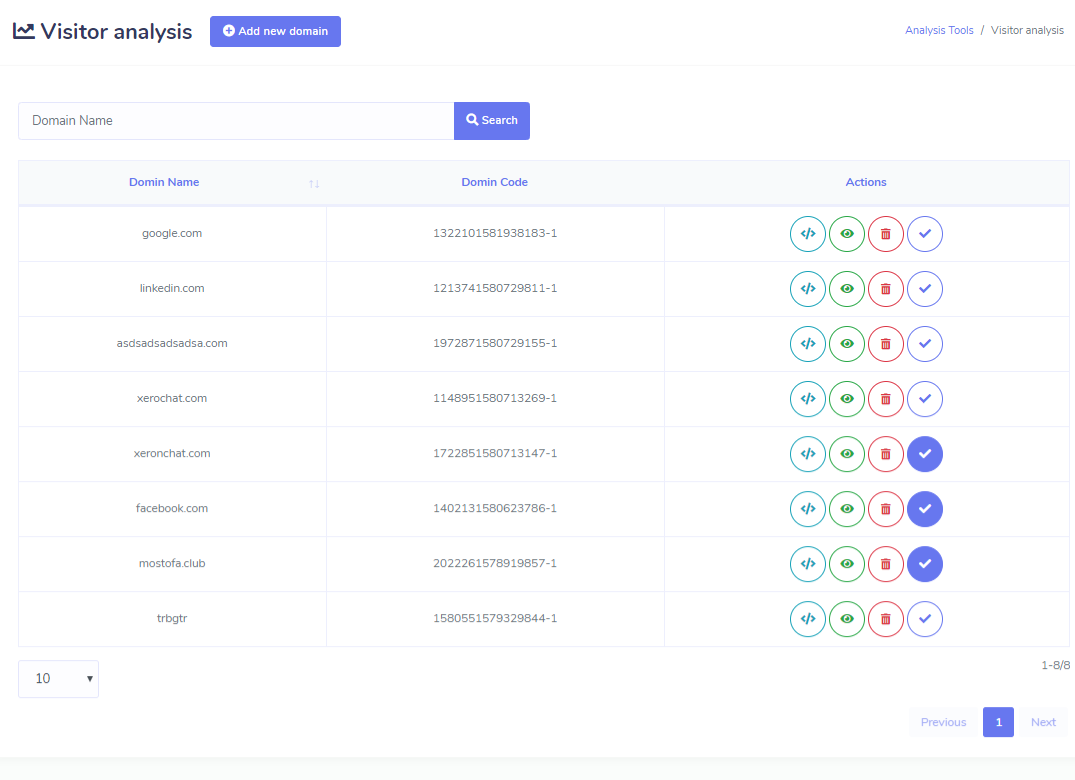 Visitor analysis
Add new domain
Analysis Tools / Visitor analysis
Domain Name
Search
Domin Name
Domin Code
Actions
google.com 1322101581938183-1
linkedin.com 1213741580729811-1
asdsadsadsadsa.com 1972871580729155-1
xerochat.com 1148951580713269-1
xeronchat.com 1722851580713147-1
facebook.com 1402131580623786-1
mostofa.club 2022261578919857-1
trbgtr 1580551579329844-1
10
1-8/8
Previous 1 Next